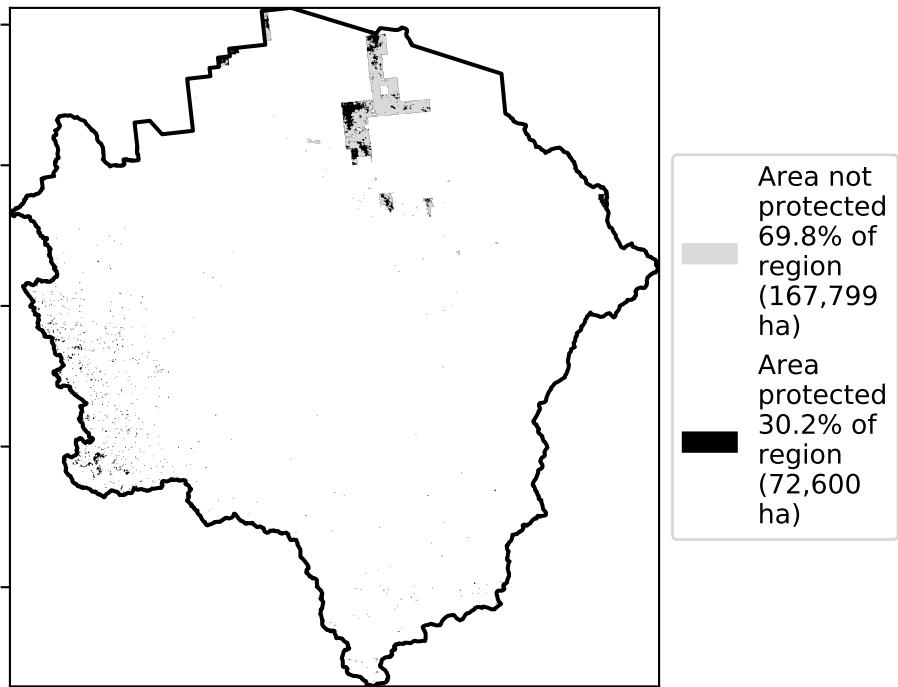 Area not
protected
69.8% of
region
(167,799
ha)
Area
protected
30.2% of
region
(72,600
ha)